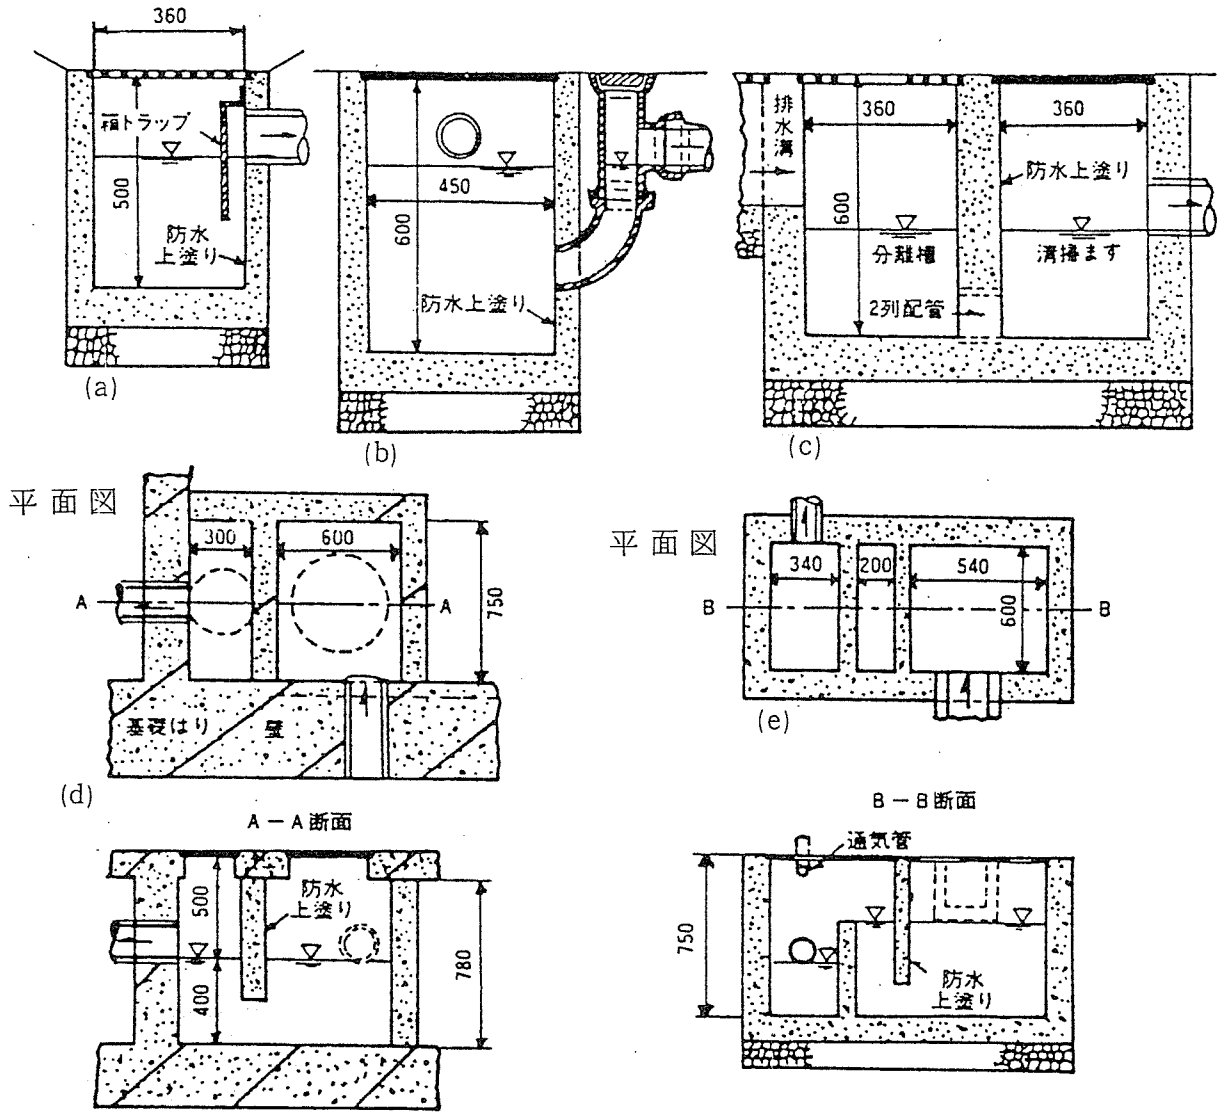 360
箱トラップ
500
防水
上塗り
(a)
450
600
防水上塗り
(b)
排水溝
360
360
防水上塗り
600
分離槽
溝掃ます
2列配管
(c)
平面図
300
600
A
A
750
基礎はり
壁
(d)
A-A断面
500
防水
上塗り
400
780
平面図
340
200
540
B
600
B
(e)
B-B断面
通気管
750
防水
上塗り